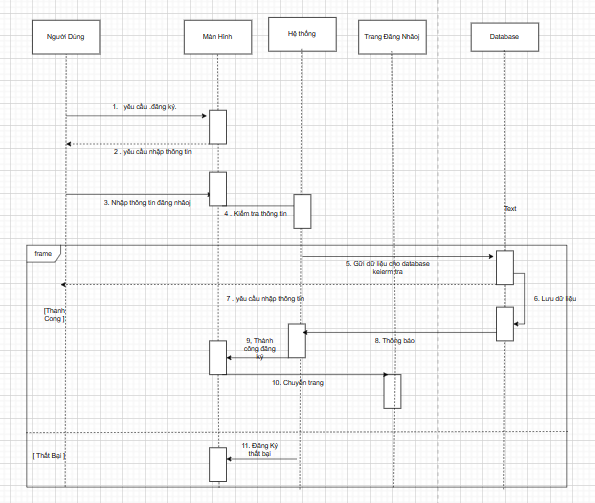 Người Dùng
Màn Hình
Hệ thống
Trang Đăng Nhâọj
Database
1. yêu cầu .đăng ký.
2 . yêu cầu nhập thông tin
3. Nhập thông tin đăng nhâọj
4 . Kiểm tra thông tin
Text
frame
5. Gửi dữ liệu cho database
keierm tra
6. Lưu dữ liệu
7 . yêu cầu nhập thông tin
[Thành
Cong ]
8. Thông báo
9, Thành
công đăng
ký
10. Chuyển trang
11. Đăng Ký
thất bại
[ Thất Bại ]